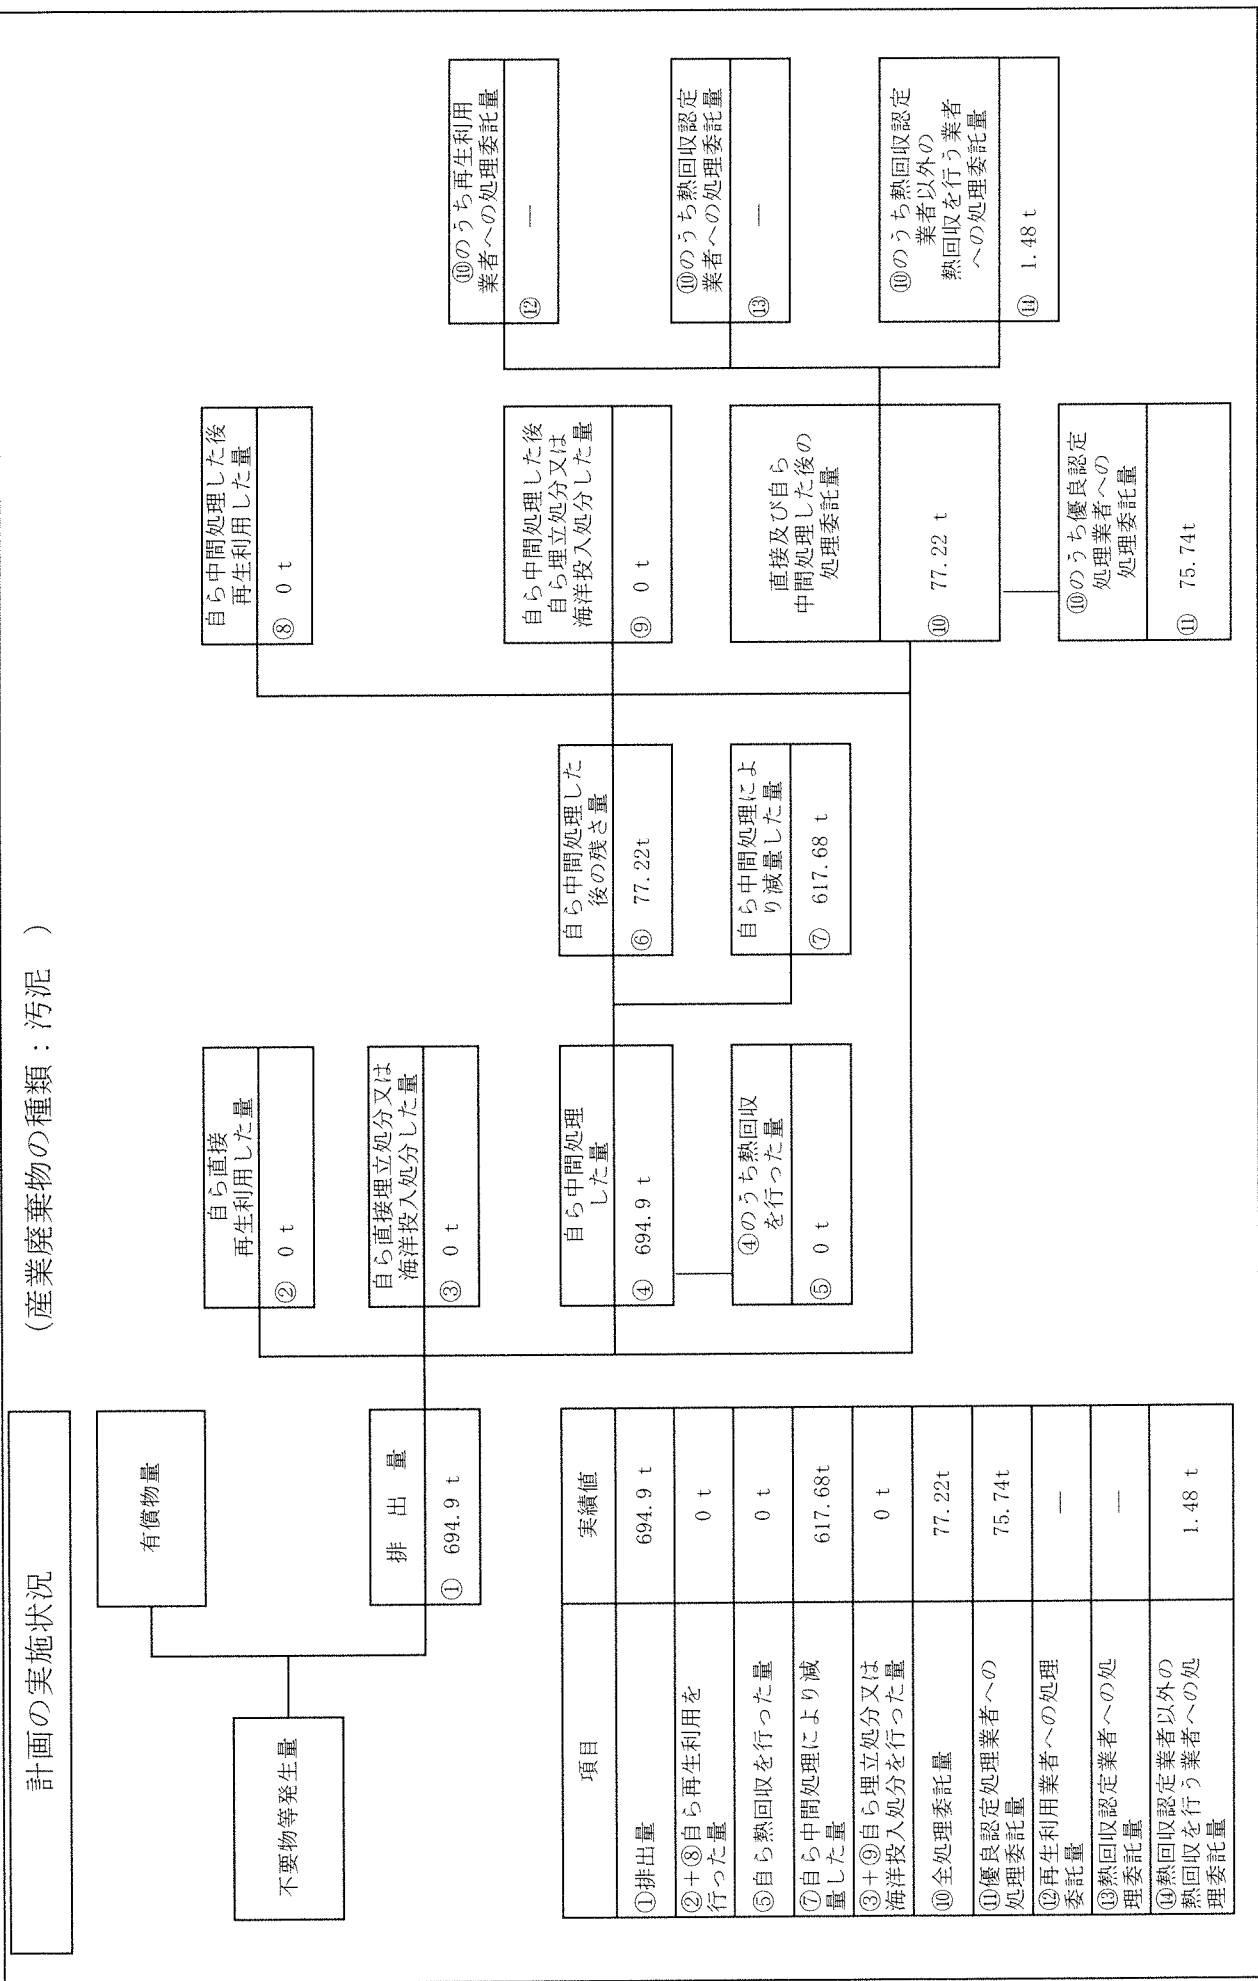 計画の実施状況
（産業廃棄物の種類：汚泥　）
不要物等発生量
有償物量
排　出　量
① 694.9 t
自ら直接
再生利用した量
② 0 t
自ら直接埋立処分又は
海洋投入処分した量
③ 0 t
自ら中間処理
した量
④ 694.9 t
④のうち熱回収
を行った量
⑤ 0 t
自ら中間処理した
後の残さ量
⑥ 77.22t
自ら中間処理によ
り減量した量
⑦ 617.68 t
自ら中間処理した後
再生利用した量
⑧ 0 t
自ら中間処理した後
自ら埋立処分又は
海洋投入処分した量
⑨ 0 t
直接及び自ら
中間処理した後の
処理委託量
⑩ 77.22 t
⑩のうち優良認定
処理業者への
処理委託量
⑪ 75.74t
⑩のうち再生利用
業者への処理委託量
⑫ ―
⑩のうち熱回収認定
業者への処理委託量
⑬ ―
⑩のうち熱回収認定
業者以外の
熱回収を行う業者
への処理委託量
⑭ 1.48 t
項目 実績値
①排出量 694.9 t
②+⑧自ら再生利用を
行った量 0 t
⑤自ら熱回収を行った量 0 t
⑦自ら中間処理により減
量した量 617.68t
③+⑨自ら埋立処分又は
海洋投入処分を行った量 0 t
⑩全処理委託量 77.22t
⑪優良認定処理業者への
処理委託量 75.74t
⑫再生利用業者への処理
委託量 ―
⑬熱回収認定業者への処
理委託量 ―
⑭熱回収認定業者以外の
熱回収を行う業者への処
理委託量 1.48 t